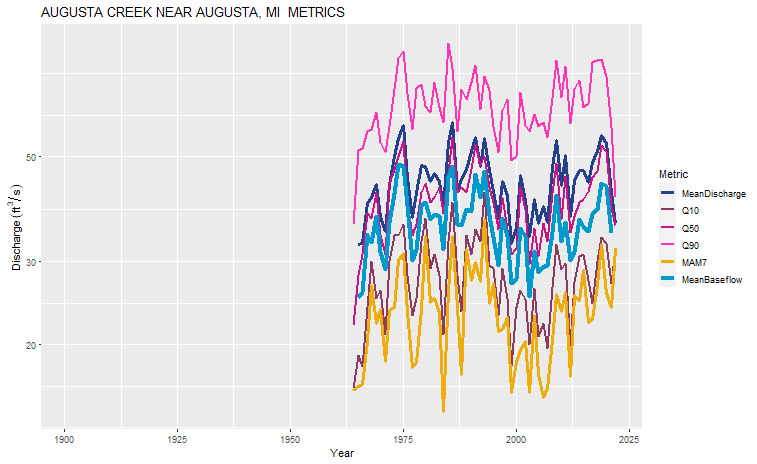 AUGUSTA CREEK NEAR AUGUSTA, MI  METRICS
Discharge (ft³/s)
50
30
20
1900
1925
1950
1975
2000
2025
Year
Metric
MeanDischarge
Q10
Q50
Q90
MAM7
MeanBaseflow